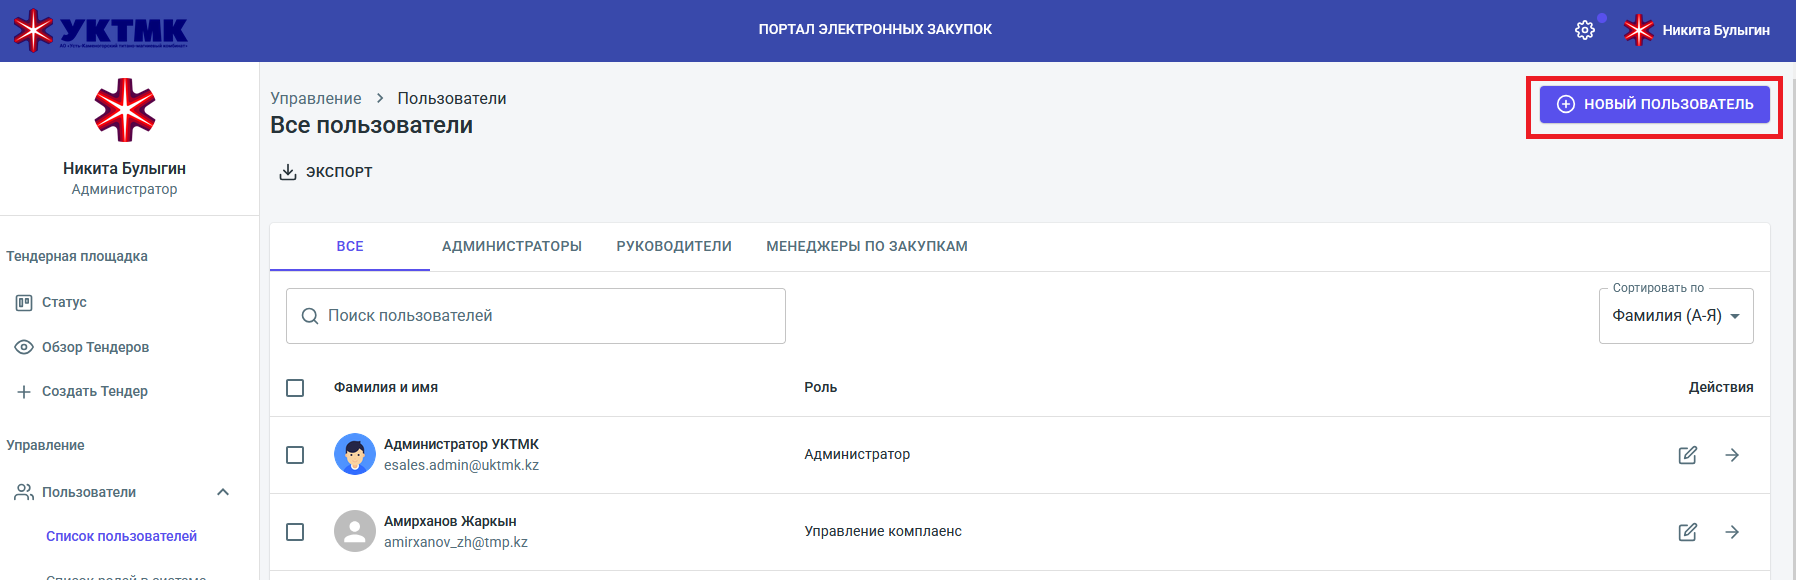 УКТМК
АО «Усть-Каменогорский титано-магниевый комбинат»
ПОРТАЛ ЭЛЕКТРОННЫХ ЗАКУПОК
Никита Булыгин
Никита Булыгин
Администратор
Тендерная площадка
Статус
Обзор Тендеров
Создать Тендер
Управление
Пользователи
Список пользователей
Список ролей в системе
Управление > Пользователи
Все пользователи
НОВЫЙ ПОЛЬЗОВАТЕЛЬ
ЭКСПОРТ
ВСЕ АДМИНИСТРАТОРЫ РУКОВОДИТЕЛИ МЕНЕДЖЕРЫ ПО ЗАКУПКАМ
Поиск пользователей
Сортировать по
Фамилия (А-Я)
Фамилия и имя Роль Действия
Администратор УКТМК
esales.admin@uktmk.kz
Администратор
Амирханов Жаркын
amirxanov_zh@tmp.kz
Управление комплаенс